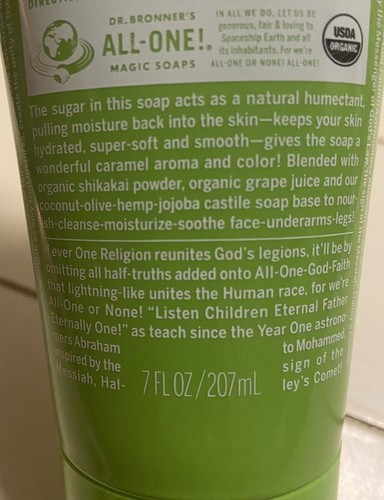 DR. BRONNER'S
ALL-ONE!
MAGIC SOAPS
IN ALL WE DO, LET US BE
generous, fair & loving to
Spaceship Earth and all
its inhabitants. For we're
ALL-ONE OR NONE! ALL-ONE!
USDA
ORGANIC
The sugar in this soap acts as a natural humectant,
pulling moisture back into the skin—keeps your skin
hydrated, super-soft and smooth—gives the soap a
wonderful caramel aroma and color! Blended with
organic shikakai powder, organic grape juice and our
coconut-olive-hemp-jojoba castile soap base to nour-
ish-cleanse-moisturize-soothe face-underarms-legs!
If ever One Religion reunites God's legions, it'll be by
omitting all half-truths added onto All-One-God-Faith
that lightning-like unites the Human race, for we're
All-One or None! "Listen Children Eternal Father
Eternally One!" as teach since the Year One astrono-
mers Abraham to Mohammed,
inspired by the sign of the
Messiah, Hal- ley's Comet!
7 FL OZ/207mL